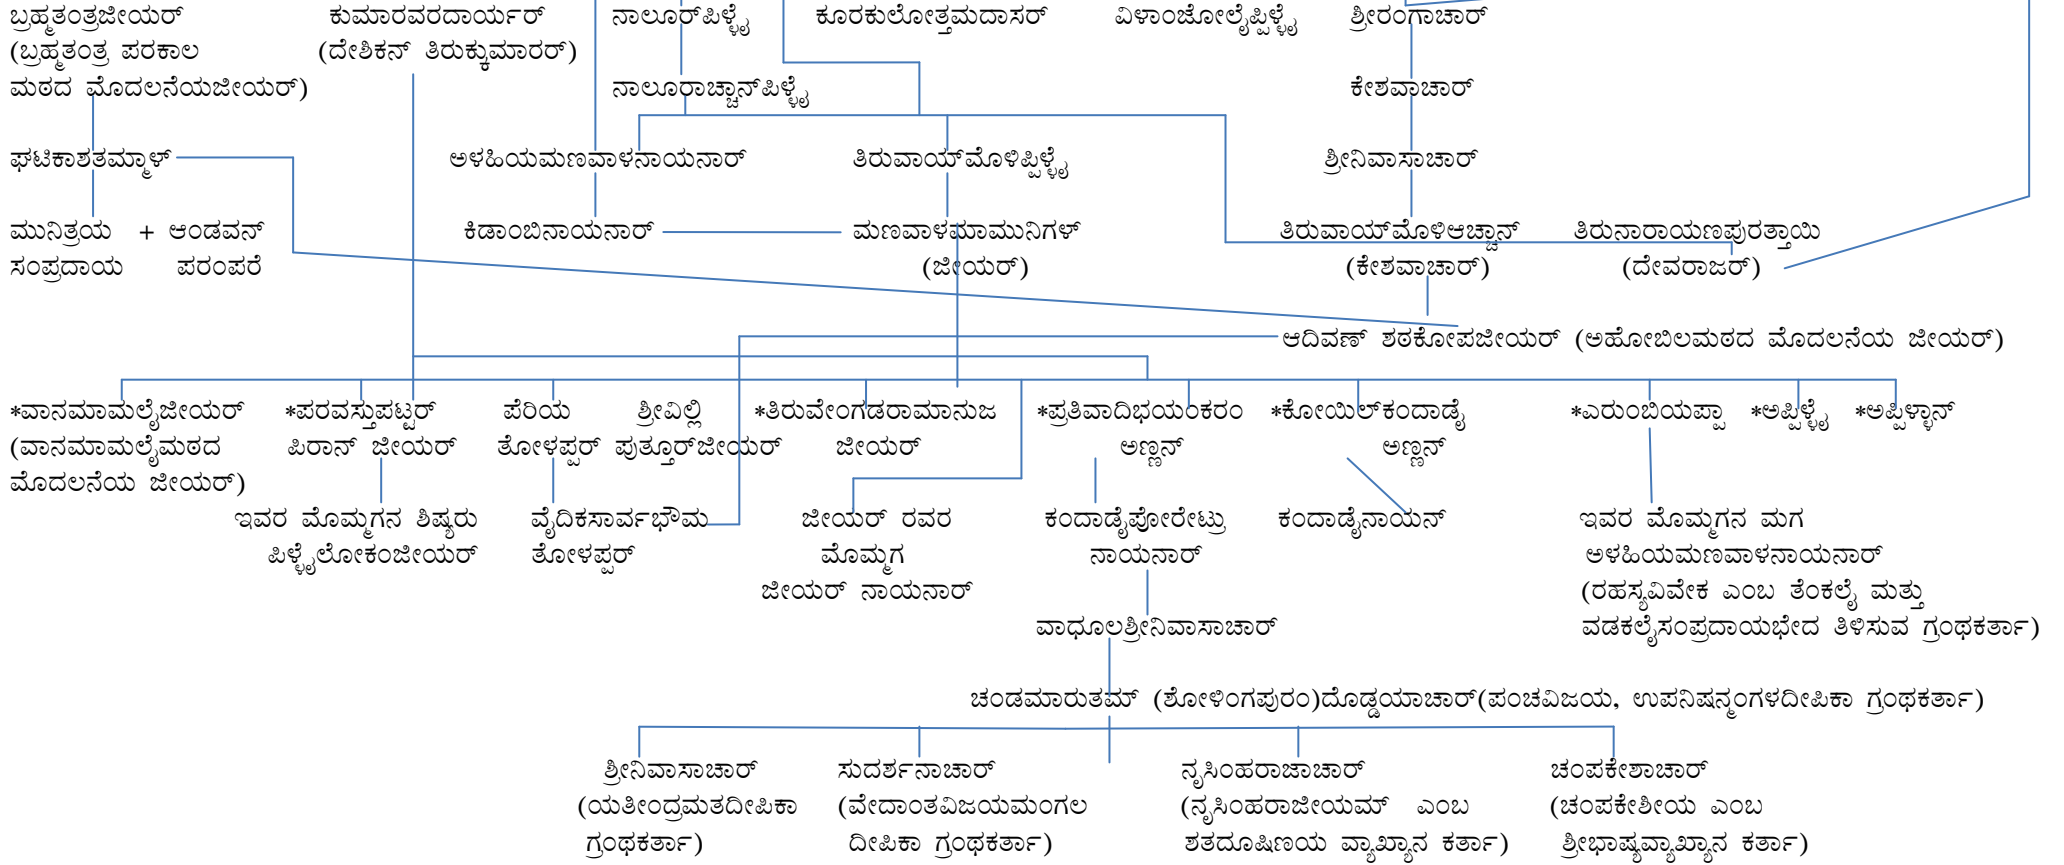 ಬ್ರಹ್ಮತಂತ್ರಜೀಯರ್ ಕುಮಾರವರದಾರ್ಯರ್ ನಾಲೂರ್‌ಪಿಳ್ಳೈ ಕೂರಕುಲೋತ್ತಮದಾಸರ್ ವಿಳಾಂಜೋಲೈಪ್ಪಿಳ್ಳೈ ಶ್ರೀರಂಗಾಚಾರ್
(ಬ್ರಹ್ಮತಂತ್ರ ಪರಕಾಲ (ದೇಶಿಕನ್ ತಿರುಕ್ಕುಮಾರರ್)
ಮಠದ ಮೊದಲನೆಯಜೀಯರ್) ನಾಲೂರಾಚ್ಚಾನ್‌ಪಿಳ್ಳೈ ಕೇಶವಾಚಾರ್
ಘಟಿಕಾಶತಮ್ಮಾಳ್ ಅಳಹಿಯಮಣವಾಳನಾಯನಾರ್ ತಿರುವಾಯ್‌ಮೊಳಿಪ್ಪಿಳ್ಳೈ ಶ್ರೀನಿವಾಸಾಚಾರ್
ಮುನಿತ್ರಯ + ಆಂಡವನ್ ಕಿಡಾಂಬಿನಾಯನಾರ್ ಮಣವಾಳಮಾಮುನಿಗಳ್ ತಿರುವಾಯ್‌ಮೊಳಿಆಚ್ಚಾನ್ ತಿರುನಾರಾಯಣಪುರತ್ತಾಯಿ
ಸಂಪ್ರದಾಯ ಪರಂಪರೆ (ಜೀಯರ್) (ಕೇಶವಾಚಾರ್) (ದೇವರಾಜರ್)
ಆದಿವಣ್ ಶಠಕೋಪಜೀಯರ್ (ಅಹೋಬಿಲಮಠದ ಮೊದಲನೆಯ ಜೀಯರ್)
*ವಾನಮಾಮಲೈಜೀಯರ್ *ಪರವಸ್ತುಪಟ್ಟರ್ ಪೆರಿಯ ಶ್ರೀವಿಲ್ಲಿ *ತಿರುವೇಂಗಡರಾಮಾನುಜ *ಪ್ರತಿವಾದಿಭಯಂಕರಂ *ಕೋಯಿಲ್‌ಕಂದಾಡೈ *ಎರುಂಬಿಯಪ್ಪಾ *ಅಪ್ಪಿಳ್ಳೈ *ಅಪ್ಪಿಳ್ಳಾನ್
(ವಾನಮಾಮಲೈಮಠದ ಪಿರಾನ್ ಜೀಯರ್ ತೋಳಪ್ಪರ್ ಪುತ್ತೂರ್‌ಜೀಯರ್ ಜೀಯರ್ ಅಣ್ಣನ್ ಅಣ್ಣನ್
ಮೊದಲನೆಯ ಜೀಯರ್)
ಇವರ ಮೊಮ್ಮಗನ ಶಿಷ್ಯರು ವೈದಿಕಸಾರ್ವಭೌಮ ಜೀಯರ್ ರವರ ಕಂದಾಡೈಪೋರೇಟ್ರು ಕಂದಾಡೈನಾಯನ್ ಇವರ ಮೊಮ್ಮಗನ ಮಗ
ಪಿಳ್ಳೈಲೋಕಂಜೀಯರ್ ತೋಳಪ್ಪರ್ ಮೊಮ್ಮಗ ನಾಯನಾರ್ ಅಳಹಿಯಮಣವಾಳನಾಯನಾರ್
ಜೀಯರ್ ನಾಯನಾರ್ (ರಹಸ್ಯವಿವೇಕ ಎಂಬ ತೆಂಕಲೈ ಮತ್ತು
ವಾಧೂಲಶ್ರೀನಿವಾಸಾಚಾರ್ ವಡಕಲೈಸಂಪ್ರದಾಯಭೇದ ತಿಳಿಸುವ ಗ್ರಂಥಕರ್ತಾ)
ಚಂಡಮಾರುತಮ್ (ಶೋಳಿಂಗಪುರಂ)ದೊಡ್ಡಯಾಚಾರ್(ಪಂಚವಿಜಯ, ಉಪನಿಷನ್ಮಂಗಳದೀಪಿಕಾ ಗ್ರಂಥಕರ್ತಾ)
ಶ್ರೀನಿವಾಸಾಚಾರ್ ಸುದರ್ಶನಾಚಾರ್ ನೃಸಿಂಹರಾಜಾಚಾರ್ ಚಂಪಕೇಶಾಚಾರ್
(ಯತೀಂದ್ರಮತದೀಪಿಕಾ (ವೇದಾಂತವಿಜಯಮಂಗಲ (ನೃಸಿಂಹರಾಜೀಯಮ್ ಎಂಬ (ಚಂಪಕೇಶೀಯ ಎಂಬ
ಗ್ರಂಥಕರ್ತಾ) ದೀಪಿಕಾ ಗ್ರಂಥಕರ್ತಾ) ಶತದೂಷಿಣಯ ವ್ಯಾಖ್ಯಾನ ಕರ್ತಾ) ಶ್ರೀಭಾಷ್ಯವ್ಯಾಖ್ಯಾನ ಕರ್ತಾ)